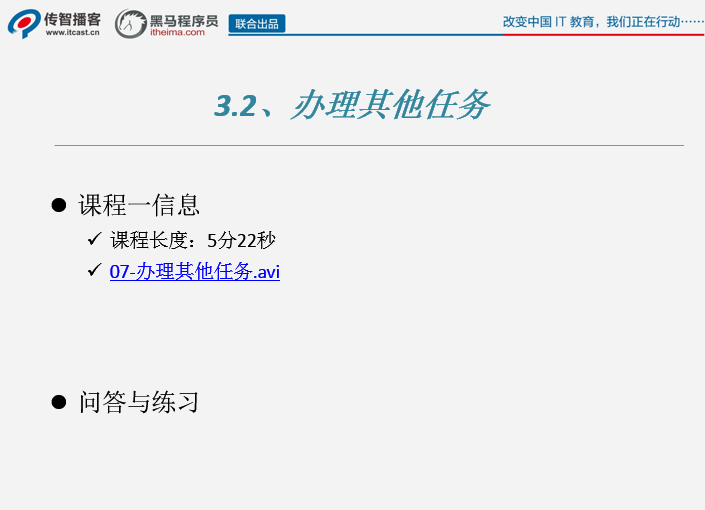 传智播客
www.itcast.cn
黑马程序员
itheima.com
联合出品
改变中国 IT 教育，我们正在行动……
3.2、办理其他任务
课程一信息
课程长度：5分22秒
07-办理其他任务.avi
问答与练习